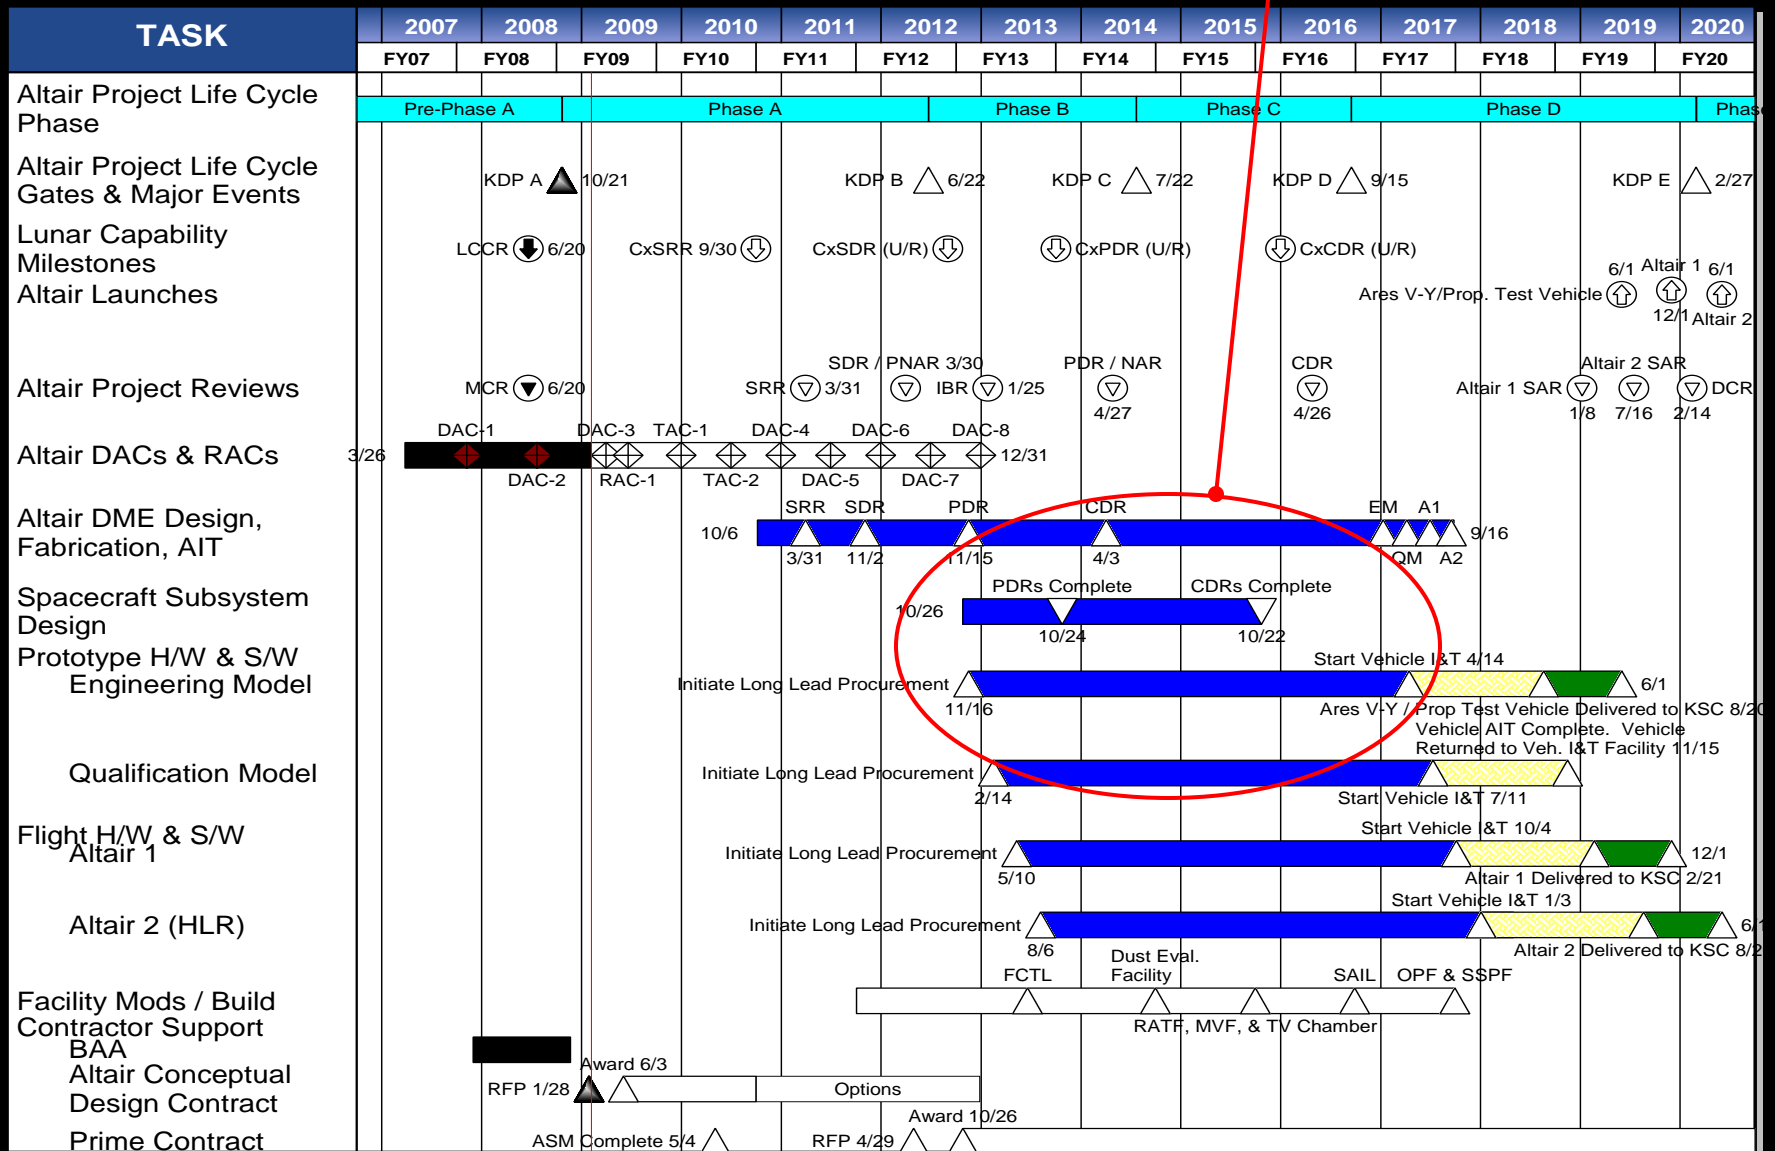 TASK
2007 2008 2009 2010 2011 2012 2013 2014 2015 2016 2017 2018 2019 2020
FY07 FY08 FY09 FY10 FY11 FY12 FY13 FY14 FY15 FY16 FY17 FY18 FY19 FY20
Altair Project Life Cycle
Phase
Pre-Phase A Phase A Phase B Phase C Phase D Phas
Altair Project Life Cycle
Gates & Major Events
KDP A 10/21 KDP B 6/22 KDP C 7/22 KDP D 9/15 KDP E 2/27
Lunar Capability
Milestones
LCCR 6/20 CxSRR 9/30 CxSDR (U/R) CxPDR (U/R) CxCDR (U/R)
Altair Launches
6/1 Altair 1 6/1
Ares V-Y/Prop. Test Vehicle
12/1 Altair 2
SDR / PNAR 3/30 PDR / NAR CDR Altair 2 SAR
Altair Project Reviews
MCR 6/20 SRR 3/31 IBR 1/25 Altair 1 SAR DCR
4/27 4/26 1/8 7/16 2/14
DAC-1 DAC-3 TAC-1 DAC-4 DAC-6 DAC-8
Altair DACs & RACs
3/26 12/31
DAC-2 RAC-1 TAC-2 DAC-5 DAC-7
Altair DME Design,
Fabrication, AIT
SRR SDR PDR CDR EM A1
10/6 9/16
3/31 11/2 11/15 4/3 QM A2
Spacecraft Subsystem
Design
PDRs Complete CDRs Complete
10/26
10/24 10/22
Prototype H/W & S/W
Engineering Model
Start Vehicle I&T 4/14
Initiate Long Lead Procurement 6/1
11/16 Ares V-Y / Prop Test Vehicle Delivered to KSC 8/20
Vehicle AIT Complete. Vehicle
Returned to Veh. I&T Facility 11/15
Qualification Model
Initiate Long Lead Procurement
2/14 Start Vehicle I&T 7/11
Flight H/W & S/W
Altair 1
Start Vehicle I&T 10/4
Initiate Long Lead Procurement 12/1
5/10 Altair 1 Delivered to KSC 2/21
Start Vehicle I&T 1/3
Altair 2 (HLR)
Initiate Long Lead Procurement 6/1
8/6 Altair 2 Delivered to KSC 8/2
Dust Eval.
Facility
FCTL SAIL OPF & SSPF
Facility Mods / Build
RATF, MVF, & TV Chamber
Contractor Support
BAA
Award 6/3
Altair Conceptual
Design Contract
RFP 1/28 Options
Award 10/26
Prime Contract
ASM Complete 5/4 RFP 4/29